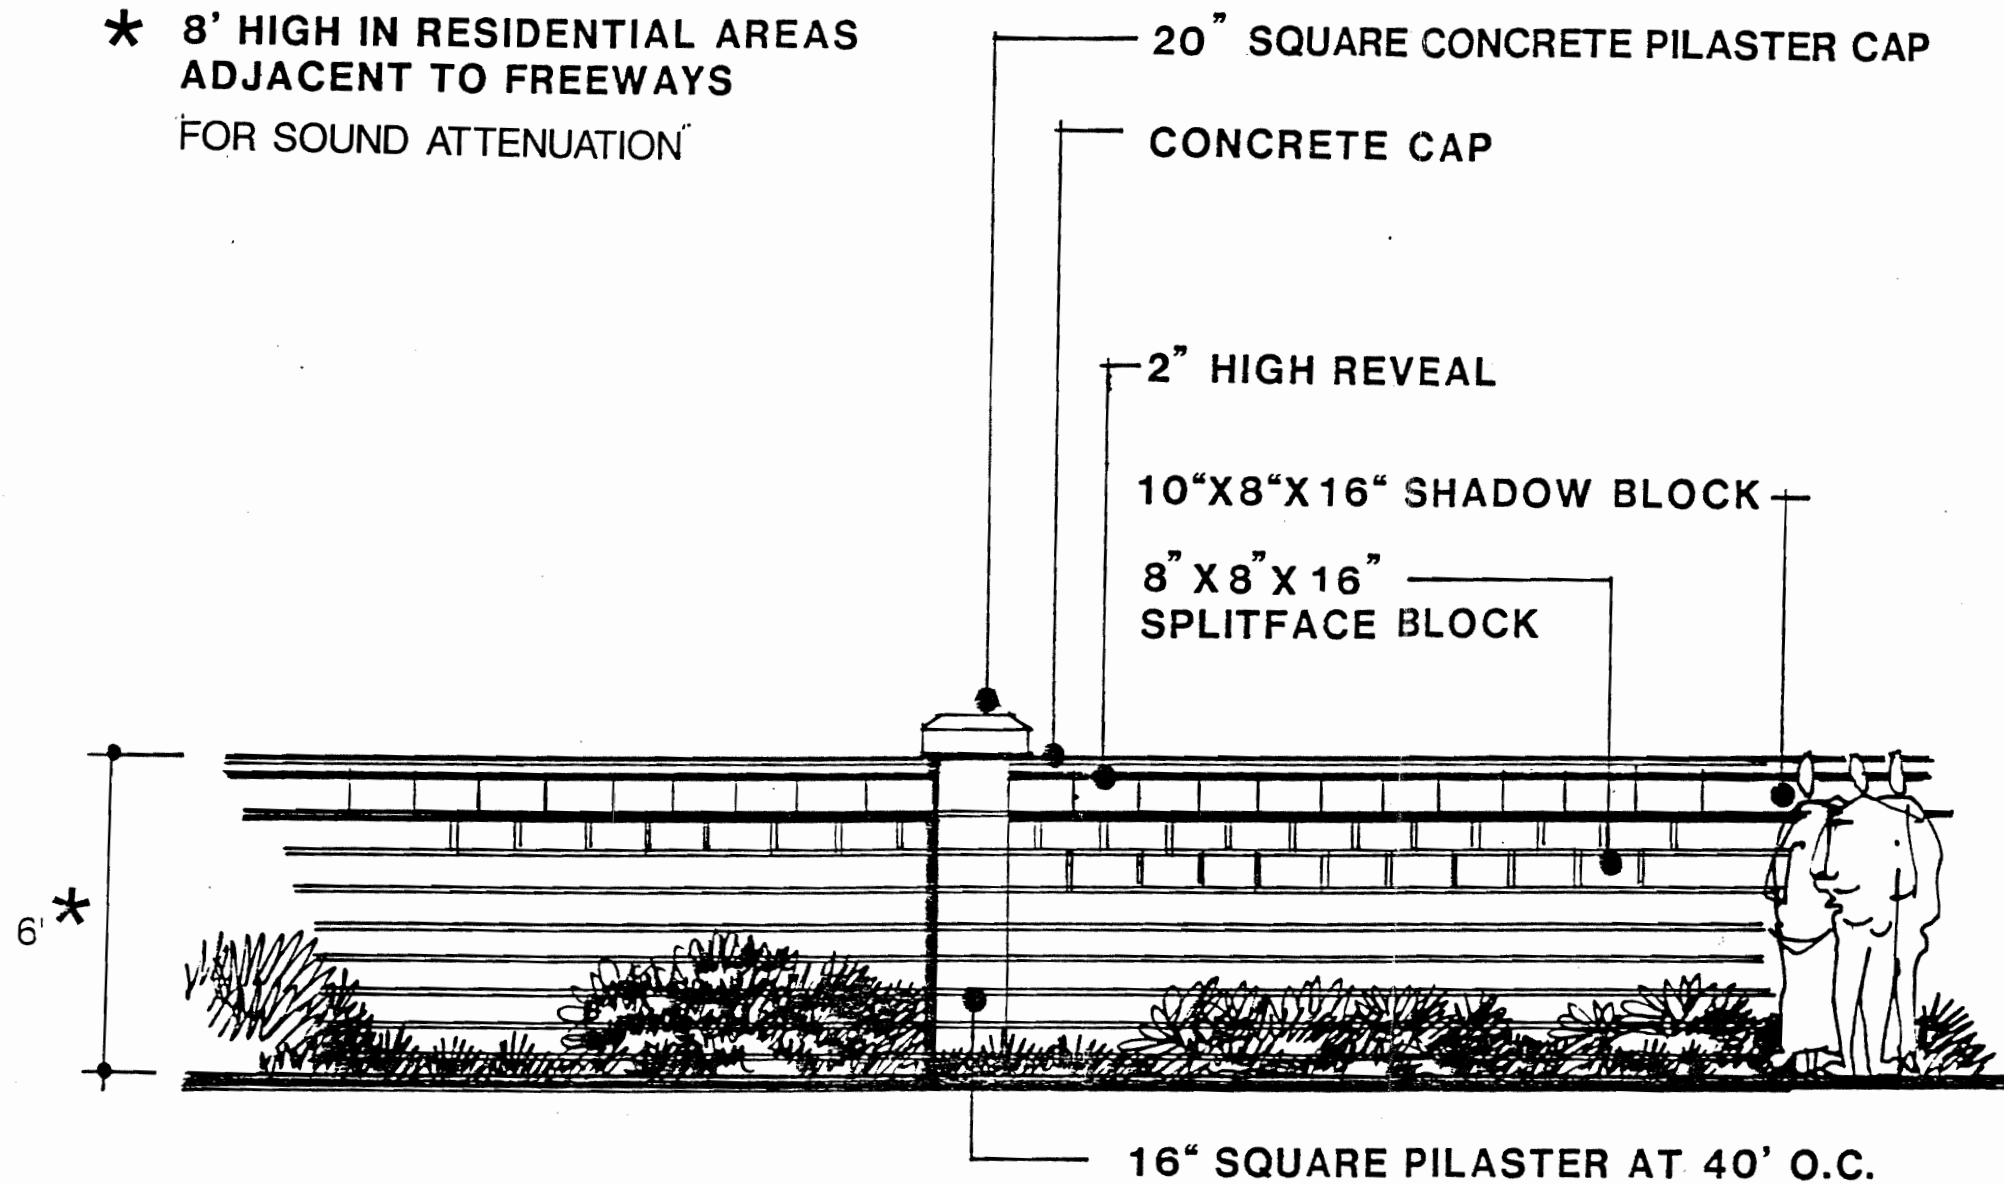 * 8' HIGH IN RESIDENTIAL AREAS
ADJACENT TO FREEWAYS
FOR SOUND ATTENUATION
20" SQUARE CONCRETE PILASTER CAP
CONCRETE CAP
2" HIGH REVEAL
10"X8"X16" SHADOW BLOCK
8"X8"X16"
SPLITFACE BLOCK
6' *
16" SQUARE PILASTER AT 40' O.C.